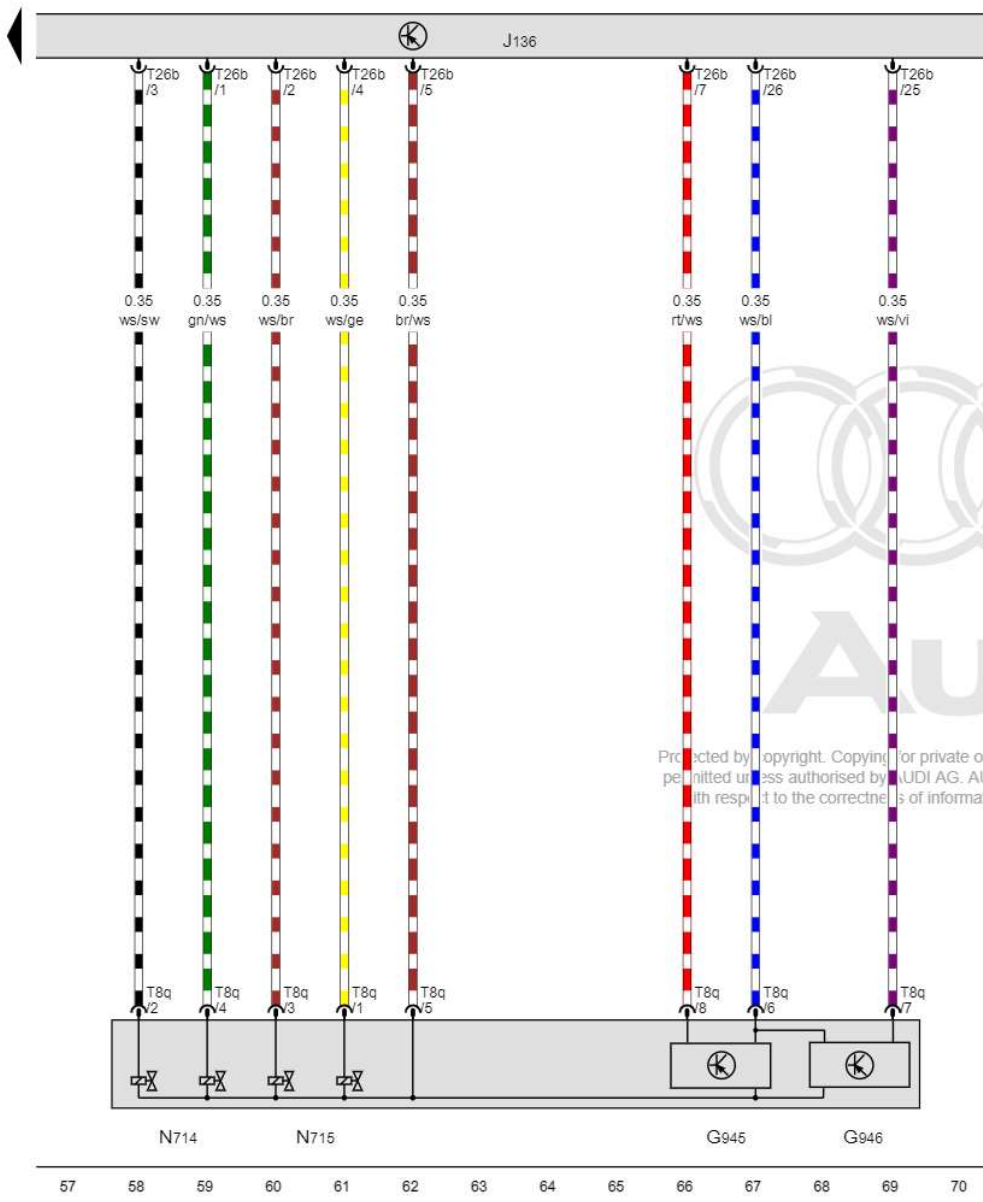 J136
T26b T26b T26b T26b T26b T26b T26b T26b
/3 /1 /2 /4 /5 /7 /26 /25
0.35 0.35 0.35 0.35 0.35 0.35 0.35 0.35
ws/sw gn/ws ws/br ws/ge br/ws rt/ws ws/bl ws/vi
Au
Protected by copyright. Copying for private o
permitted unless authorised by AUDI AG. AU
with respect to the correctness of informa
T8q T8q T8q T8q T8q T8q T8q T8q
/2 /4 /3 /1 /5 /8 /6 /7
N714 N715 G945 G946
57 58 59 60 61 62 63 64 65 66 67 68 69 70